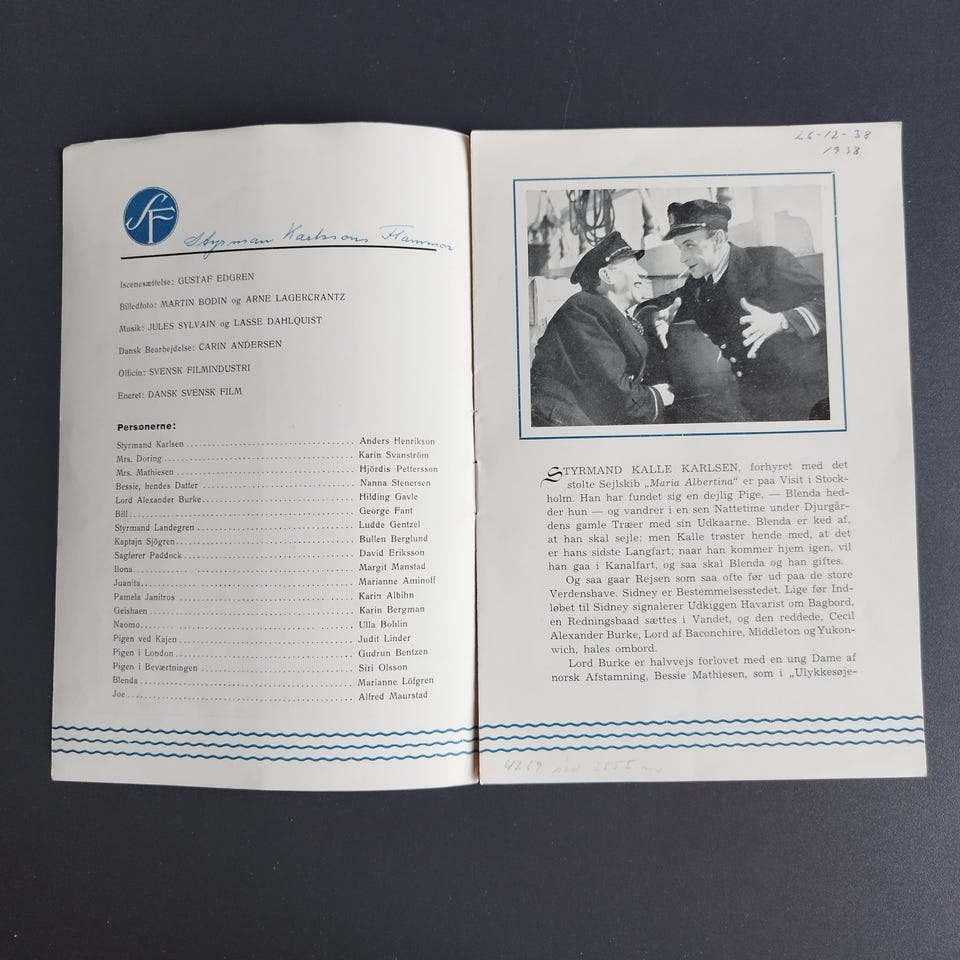 SF
Styrman Karlssons Flammor
Iscenesættelse: GUSTAF EDGREN
Billedfoto: MARTIN BODIN og ARNE LAGERCRANTZ
Musik: JULES SYLVAIN og LASSE DAHLQUIST
Dansk Bearbejdelse: CARIN ANDERSEN
Officin: SVENSK FILMINDUSTRI
Eneret: DANSK SVENSK FILM
Personerne:
Styrmand Karlsen ........ Anders Henrikson
Mrs. Doring ........ Karin Svanström
Mrs. Mathiesen ........ Hjördis Pettersson
Bessie, hendes Datter ........ Nanna Stenersen
Lord Alexander Burke ........ Hilding Gavle
Bill ........ George Fant
Styrmand Landegren ........ Ludde Gentzel
Kaptajn Sjögren ........ Bullen Berglund
Sagfører Paddock ........ David Eriksson
Ilona ........ Margit Manstad
Juanita ........ Marianne Aminoff
Pamela Janitros ........ Karin Albihn
Geishaen ........ Karin Bergman
Naomo ........ Ulla Bohlin
Pigen ved Kajen ........ Judit Linder
Pigen i London ........ Gudrun Bentzen
Pigen i Beværtningen ........ Siri Olsson
Blenda ........ Marianne Löfgren
Joe ........ Alfred Maurstad
26-12-38
1938
STYRMAND KALLE KARLSEN, forhyret med det
stolte Sejlskib „Maria Albertina“ er paa Visit i Stock-
holm. Han har fundet sig en dejlig Pige, — Blenda hed-
der hun — og vandrer i en sen Nattetime under Djurgår-
dens gamle Træer med sin Udkaarne. Blenda er ked af,
at han skal sejle; men Kalle trøster hende med, at det
er hans sidste Langfart; naar han kommer hjem igen, vil
han gaa i Kanalfart, og saa skal Blenda og han giftes.
Og saa gaar Rejsen som saa ofte før ud paa de store
Verdenshave. Sidney er Bestemmelsesstedet. Lige før Ind-
løbet til Sidney signalerer Udkiggen Havarist om Bagbord,
en Redningsbaad sættes i Vandet, og den reddede, Cecil
Alexander Burke, Lord af Baconchire, Middleton og Yukon-
wich, hales ombord.
Lord Burke er halvvejs forlovet med en ung Dame af
norsk Afstamning, Bessie Mathiesen, som i „Ulykkesøje-
4269 2555 m